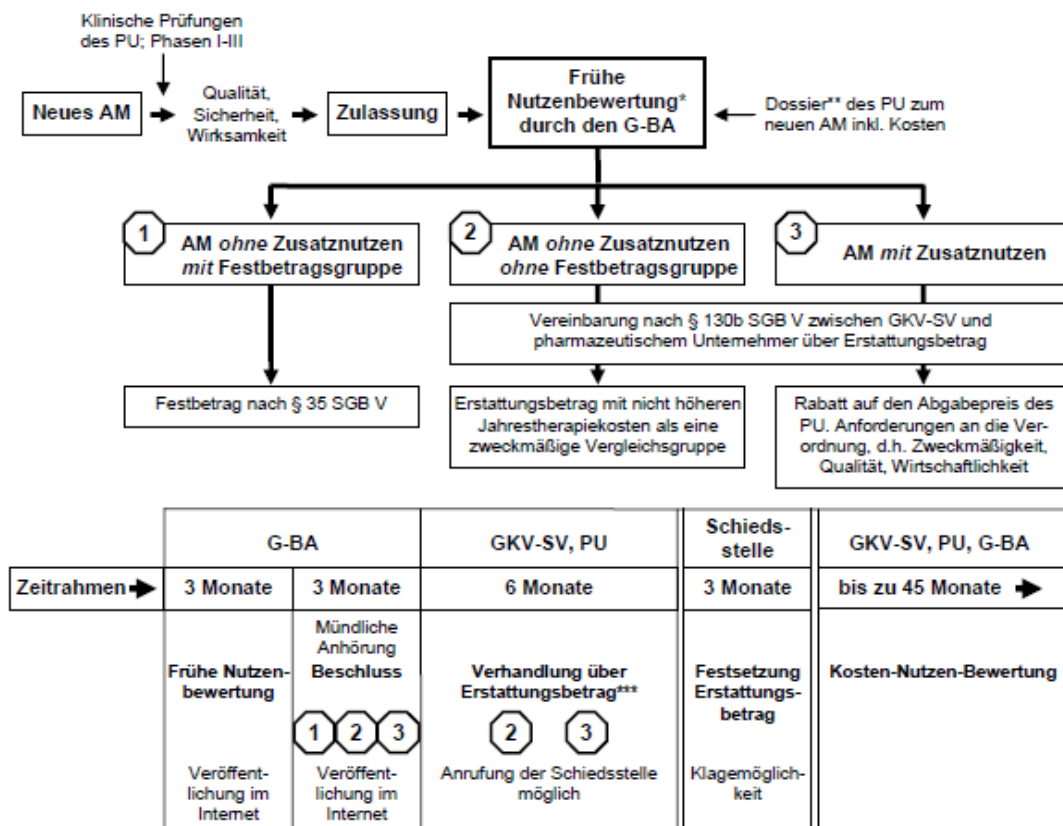 Klinische Prüfungen
des PU; Phasen I-III
Neues AM
Qualität,
Sicherheit,
Wirksamkeit
Zulassung
Frühe
Nutzenbewertung*
durch den G-BA
Dossier** des PU zum
neuen AM inkl. Kosten
1
AM ohne Zusatznutzen
mit Festbetragsgruppe
2
AM ohne Zusatznutzen
ohne Festbetragsgruppe
3
AM mit Zusatznutzen
Vereinbarung nach § 130b SGB V zwischen GKV-SV und
pharmazeutischem Unternehmer über Erstattungsbetrag
Festbetrag nach § 35 SGB V
Erstattungsbetrag mit nicht höheren
Jahrestherapiekosten als eine
zweckmäßige Vergleichsgruppe
Rabatt auf den Abgabepreis des
PU. Anforderungen an die Ver-
ordnung, d.h. Zweckmäßigkeit,
Qualität, Wirtschaftlichkeit
G-BA
GKV-SV, PU
Schieds-
stelle
GKV-SV, PU, G-BA
Zeitrahmen
3 Monate
3 Monate
6 Monate
3 Monate
bis zu 45 Monate
Frühe Nutzen-
bewertung
Veröffent-
lichung im
Internet
Mündliche
Anhörung
Beschluss
1 2 3
Veröffent-
lichung im
Internet
Verhandlung über
Erstattungsbetrag***
2 3
Anrufung der Schiedsstelle
möglich
Festsetzung
Erstattungs-
betrag
Klagemöglich-
keit
Kosten-Nutzen-Bewertung